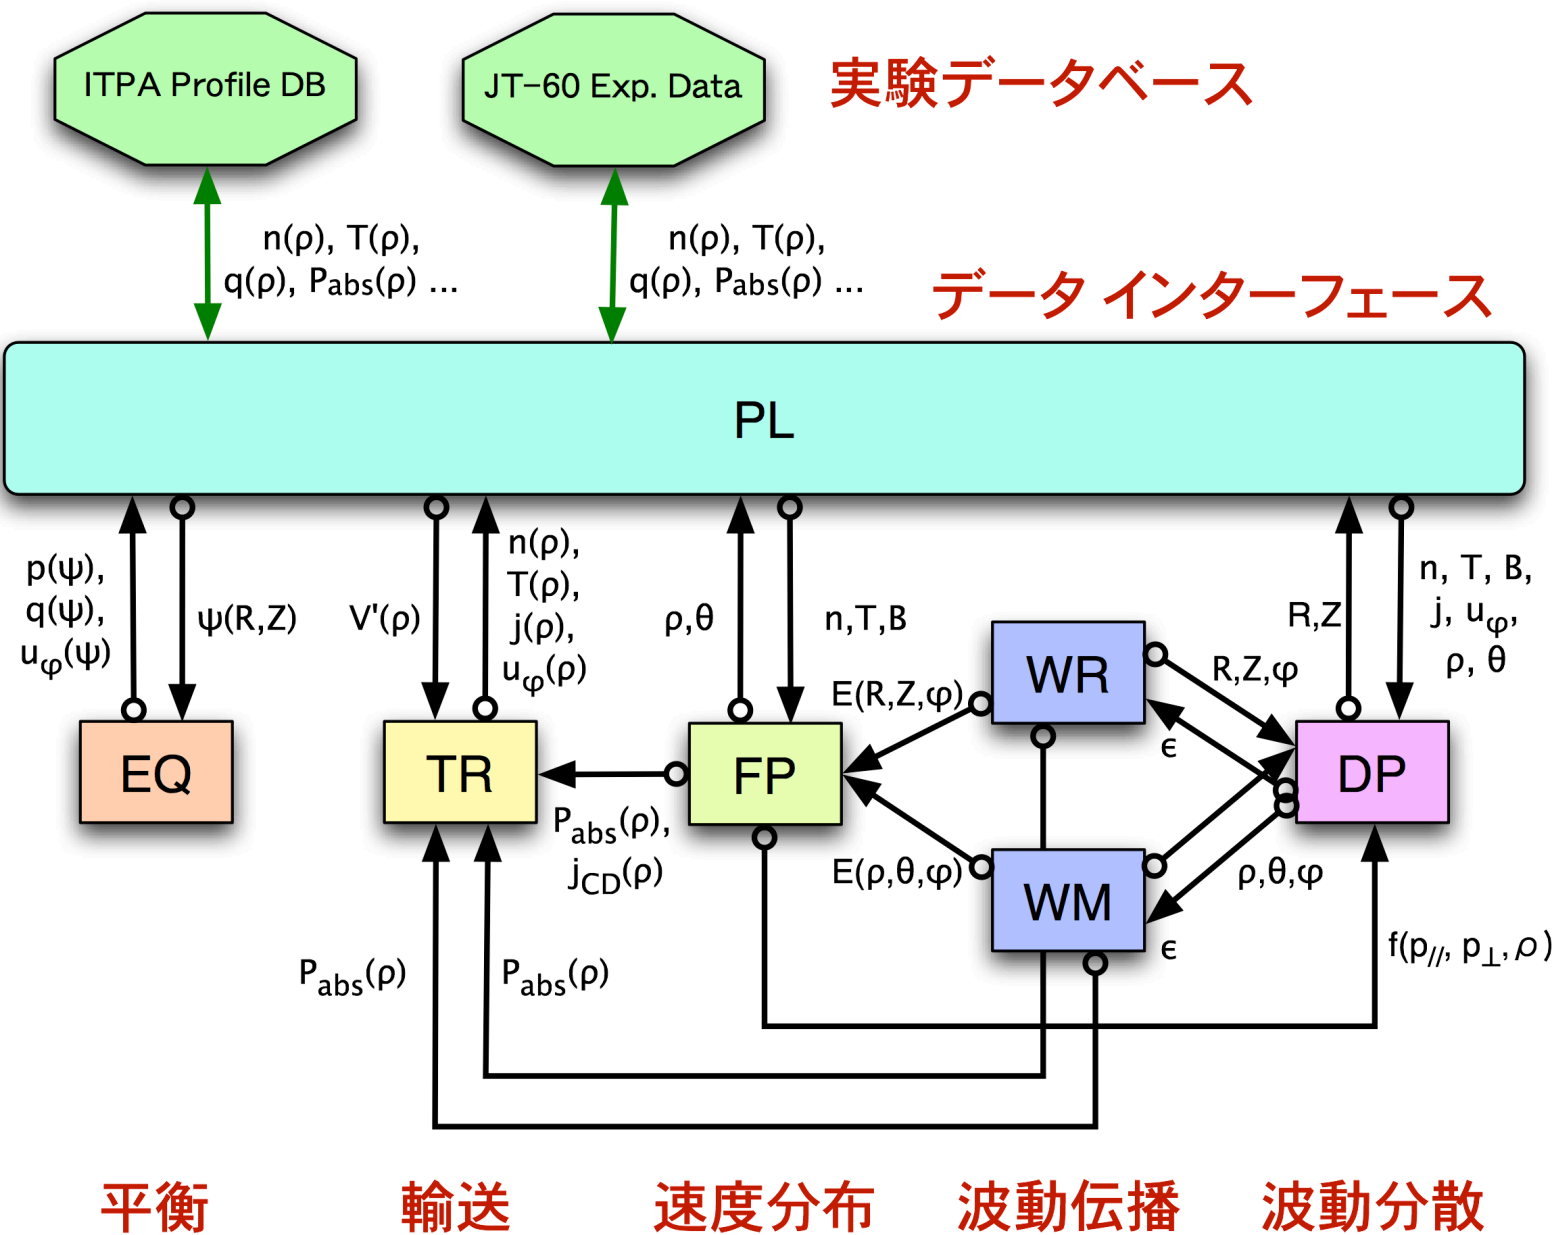 ITPA Profile DB
JT-60 Exp. Data
実験データベース
n(ρ), T(ρ),
q(ρ), Pabs(ρ) ...
n(ρ), T(ρ),
q(ρ), Pabs(ρ) ...
データ インターフェース
PL
p(ψ),
q(ψ),
uφ(ψ)
ψ(R,Z)
V'(ρ)
n(ρ),
T(ρ),
j(ρ),
uφ(ρ)
ρ,θ
n,T,B
R,Z
n, T, B,
j, uφ,
ρ, θ
EQ
TR
FP
WR
WM
DP
E(R,Z,φ)
R,Z,φ
ϵ
Pabs(ρ),
jCD(ρ)
E(ρ,θ,φ)
ρ,θ,φ
ϵ
Pabs(ρ)
Pabs(ρ)
f(p//, p⊥, ρ)
平衡
輸送
速度分布
波動伝播
波動分散